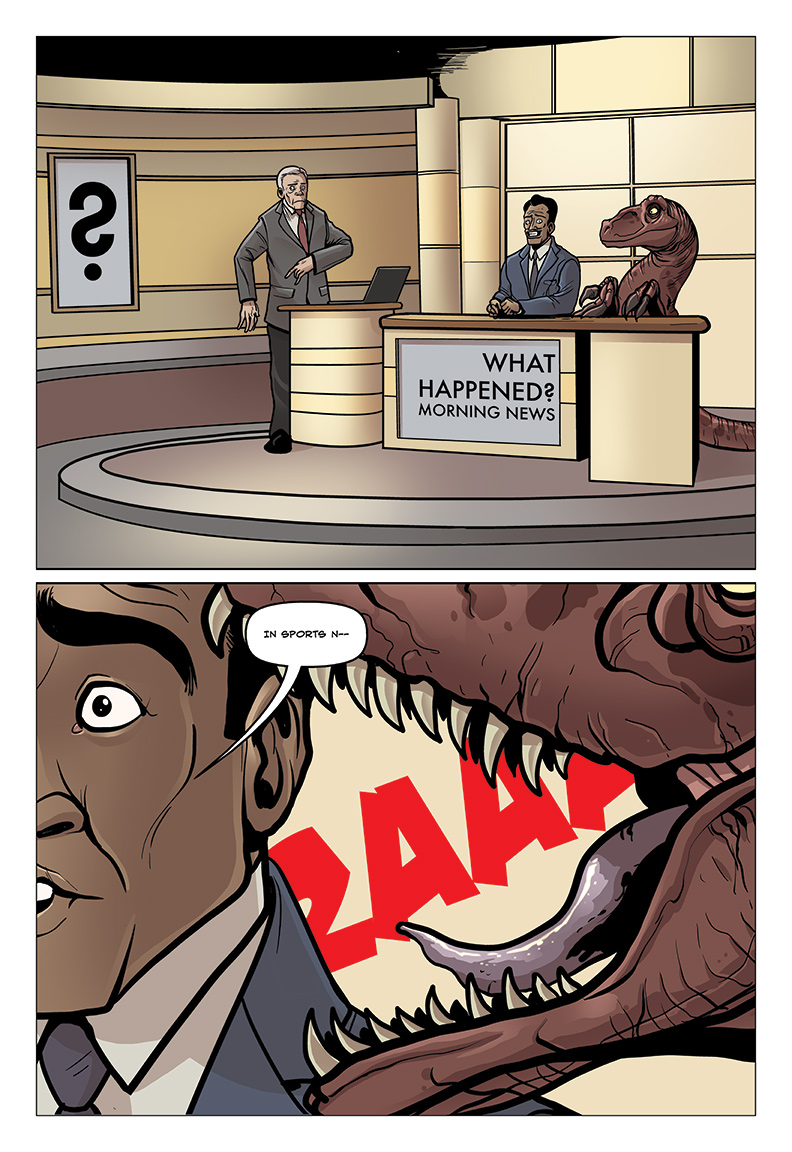 ?
WHAT
HAPPENED?
MORNING NEWS
IN SPORTS N--
RAAA